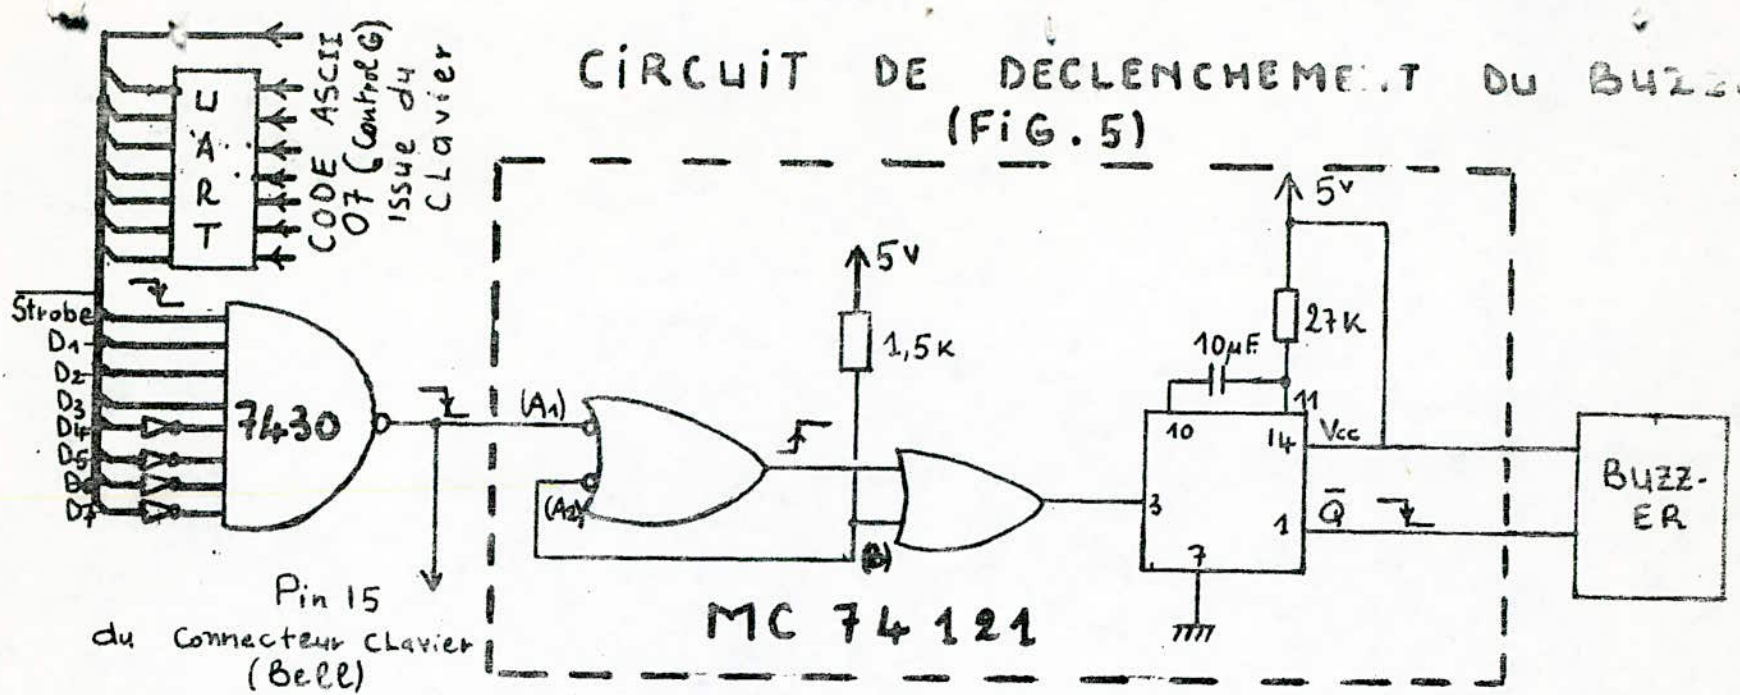 CiRCUiT DE DECLENCHEME.T DU BUZZ
(FiG. 5)
UART
CODE ASCII
07 (Control G)
issue du
CLavier
Strobe
D1
D2
D3
D4
D5
D
D7
7430
Pin 15
du Connecteur CLavier
(Bell)
(A1)
(A2)
5v
1,5K
(B)
MC 74121
5v
27K
10µF
10
11
14
Vcc
3
7
1
Q̅
BUZZ-
ER